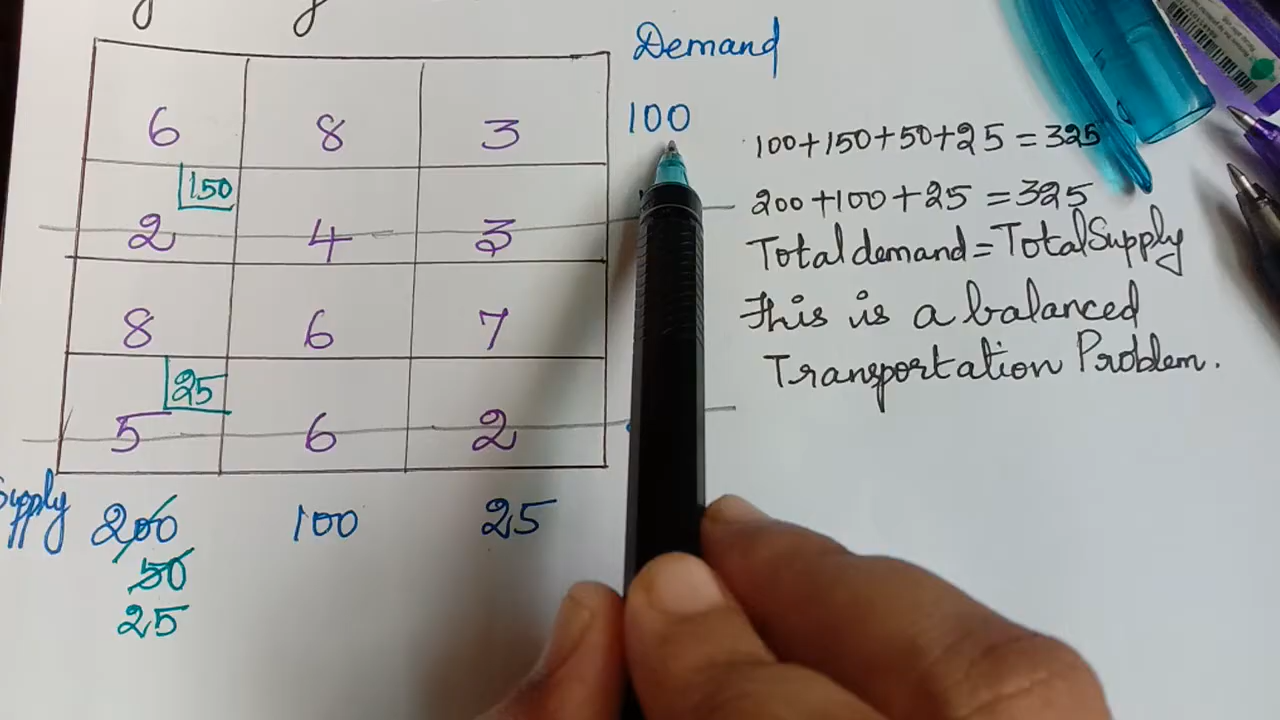 Demand
6 8 3 100
150
2 4 3
8 6 7
25
5 6 2
200 100 25
50
25
100+150+50+25=325
200+100+25=325
Total demand=Total Supply
This is a balanced
Transportation Problem.